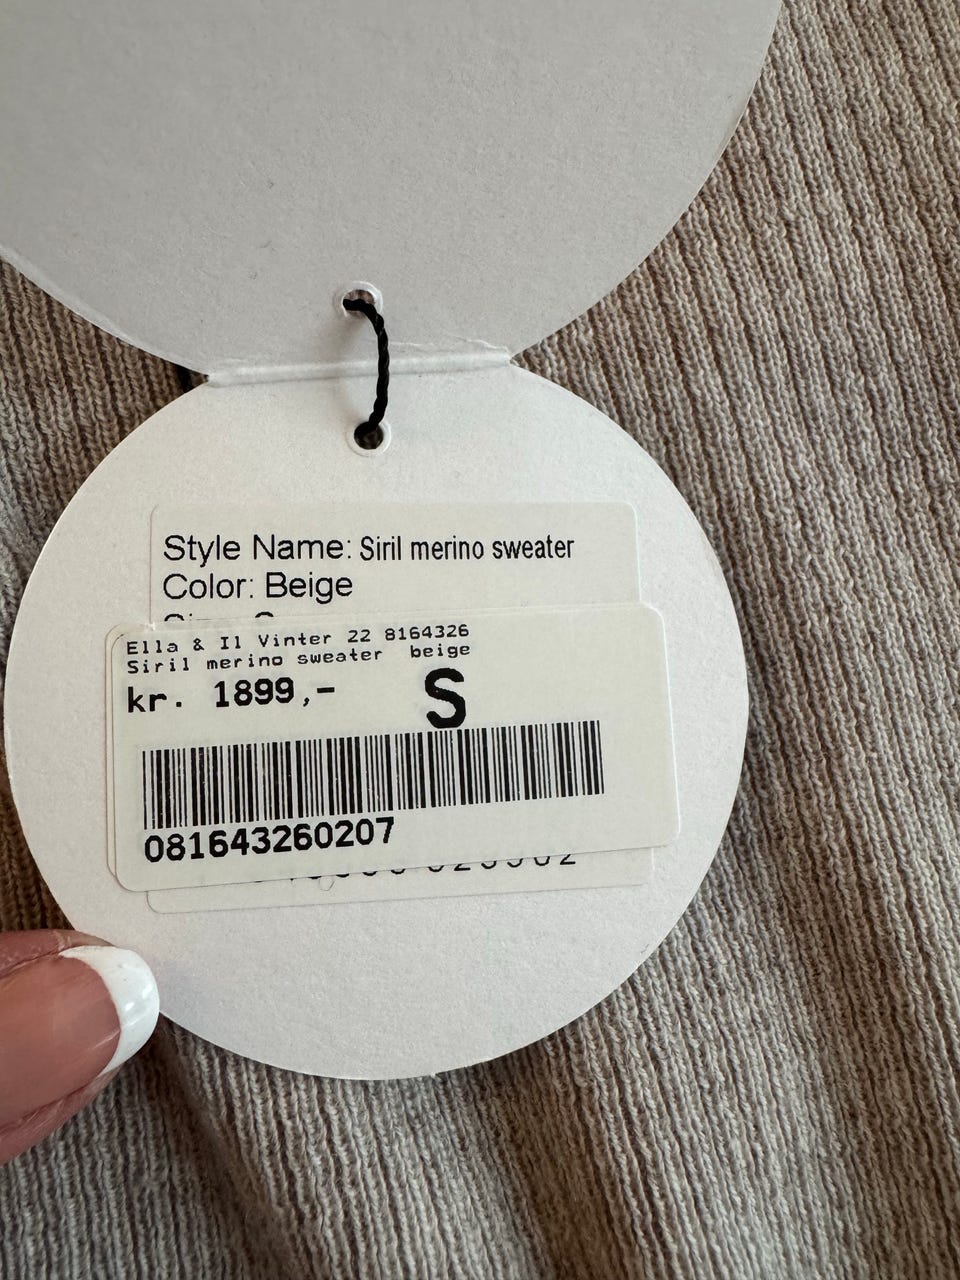 Style Name: Siril merino sweater
Color: Beige
Ella & Il Vinter 22 8164326
Siril merino sweater beige
kr. 1899,-
S
081643260207